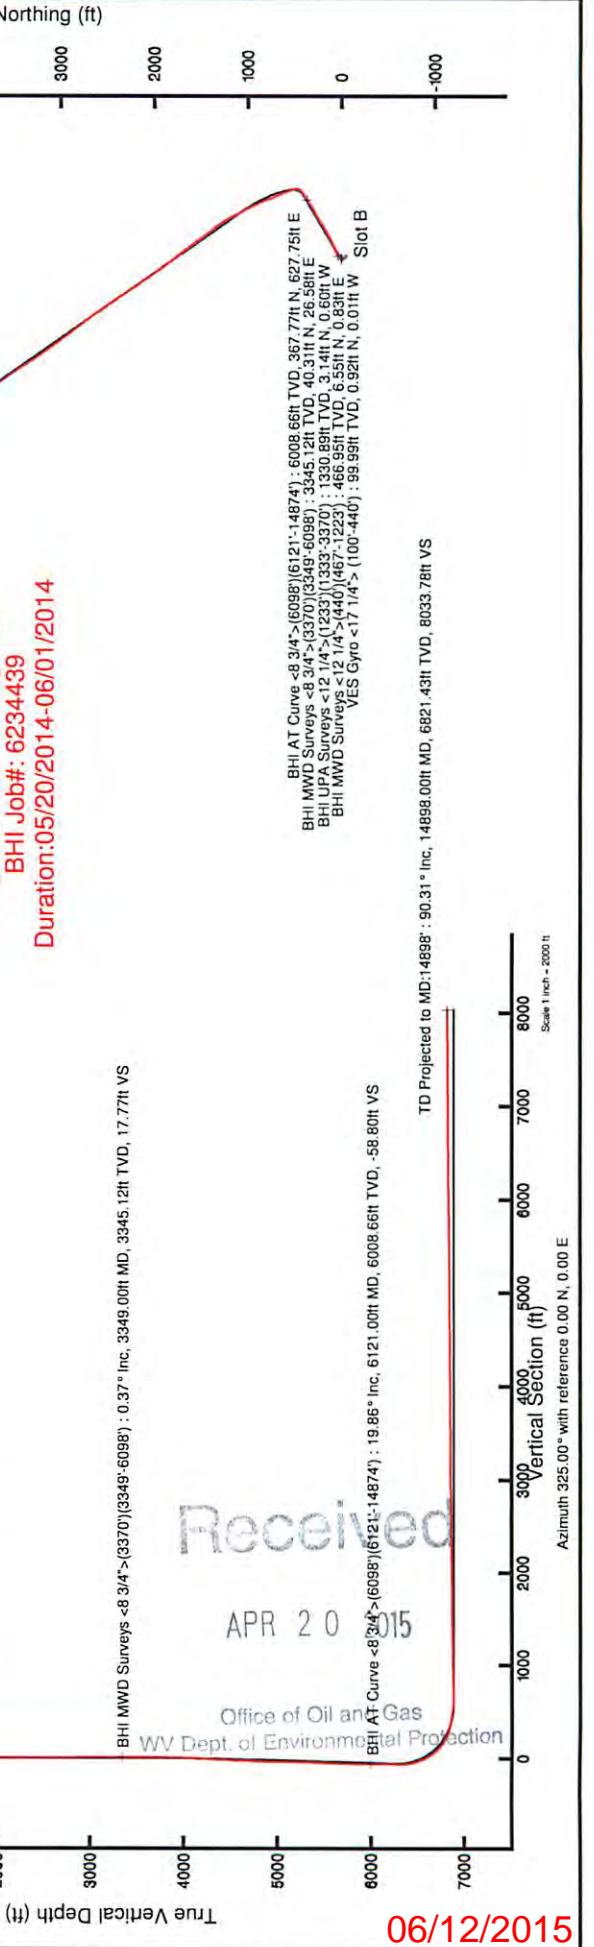 Northing (ft)
3000
2000
1000
0
-1000
Slot B
BHI AT Curve <8 3/4">(6098')(6121'-14874') : 6008.66ft TVD, 367.77ft N, 627.75ft E
BHI MWD Surveys <8 3/4">(3370')(3349'-6098') : 3345.12ft TVD, 40.31ft N, 26.58ft E
BHI UPA Surveys <12 1/4">(1233')(1333'-3370') : 1330.89ft TVD, 3.14ft N, 0.60ft W
BHI MWD Surveys <12 1/4">(440')(467'-1223') : 466.95ft TVD, 6.55ft N, 0.83ft E
VES Gyro <17 1/4"> (100'-440') : 99.99ft TVD, 0.92ft N, 0.01ft W
BHI Job#: 6234439
Duration:05/20/2014-06/01/2014
TD Projected to MD:14898' : 90.31° Inc, 14898.00ft MD, 6821.43ft TVD, 8033.78ft VS
BHI MWD Surveys <8 3/4">(3370')(3349'-6098') : 0.37° Inc, 3349.00ft MD, 3345.12ft TVD, 17.77ft VS
BHI AT Curve <8 3/4">(6098')(6121'-14874') : 19.86° Inc, 6121.00ft MD, 6008.66ft TVD, -58.80ft VS
Received
APR 20 2015
Office of Oil and Gas
WV Dept. of Environmental Protection
True Vertical Depth (ft)
3000
4000
5000
6000
7000
0
1000
2000
3000
4000
5000
6000
7000
8000
Vertical Section (ft)
Scale 1 inch = 2000 ft
Azimuth 325.00° with reference 0.00 N, 0.00 E
06/12/2015